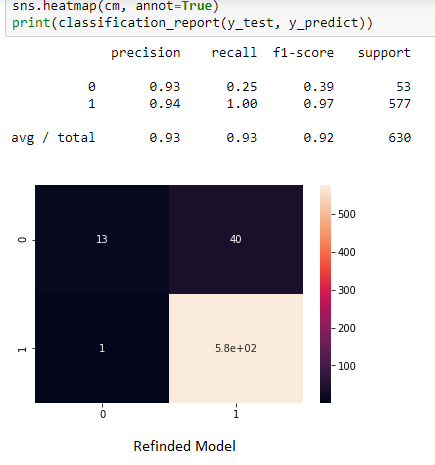 sns.heatmap(cm, annot=True)
print(classification_report(y_test, y_predict))
precision recall f1-score support
0 0.93 0.25 0.39 53
1 0.94 1.00 0.97 577
avg / total 0.93 0.93 0.92 630
500
0 13 40
400
300
200
1 1 5.8e+02
100
0 1
Refinded Model